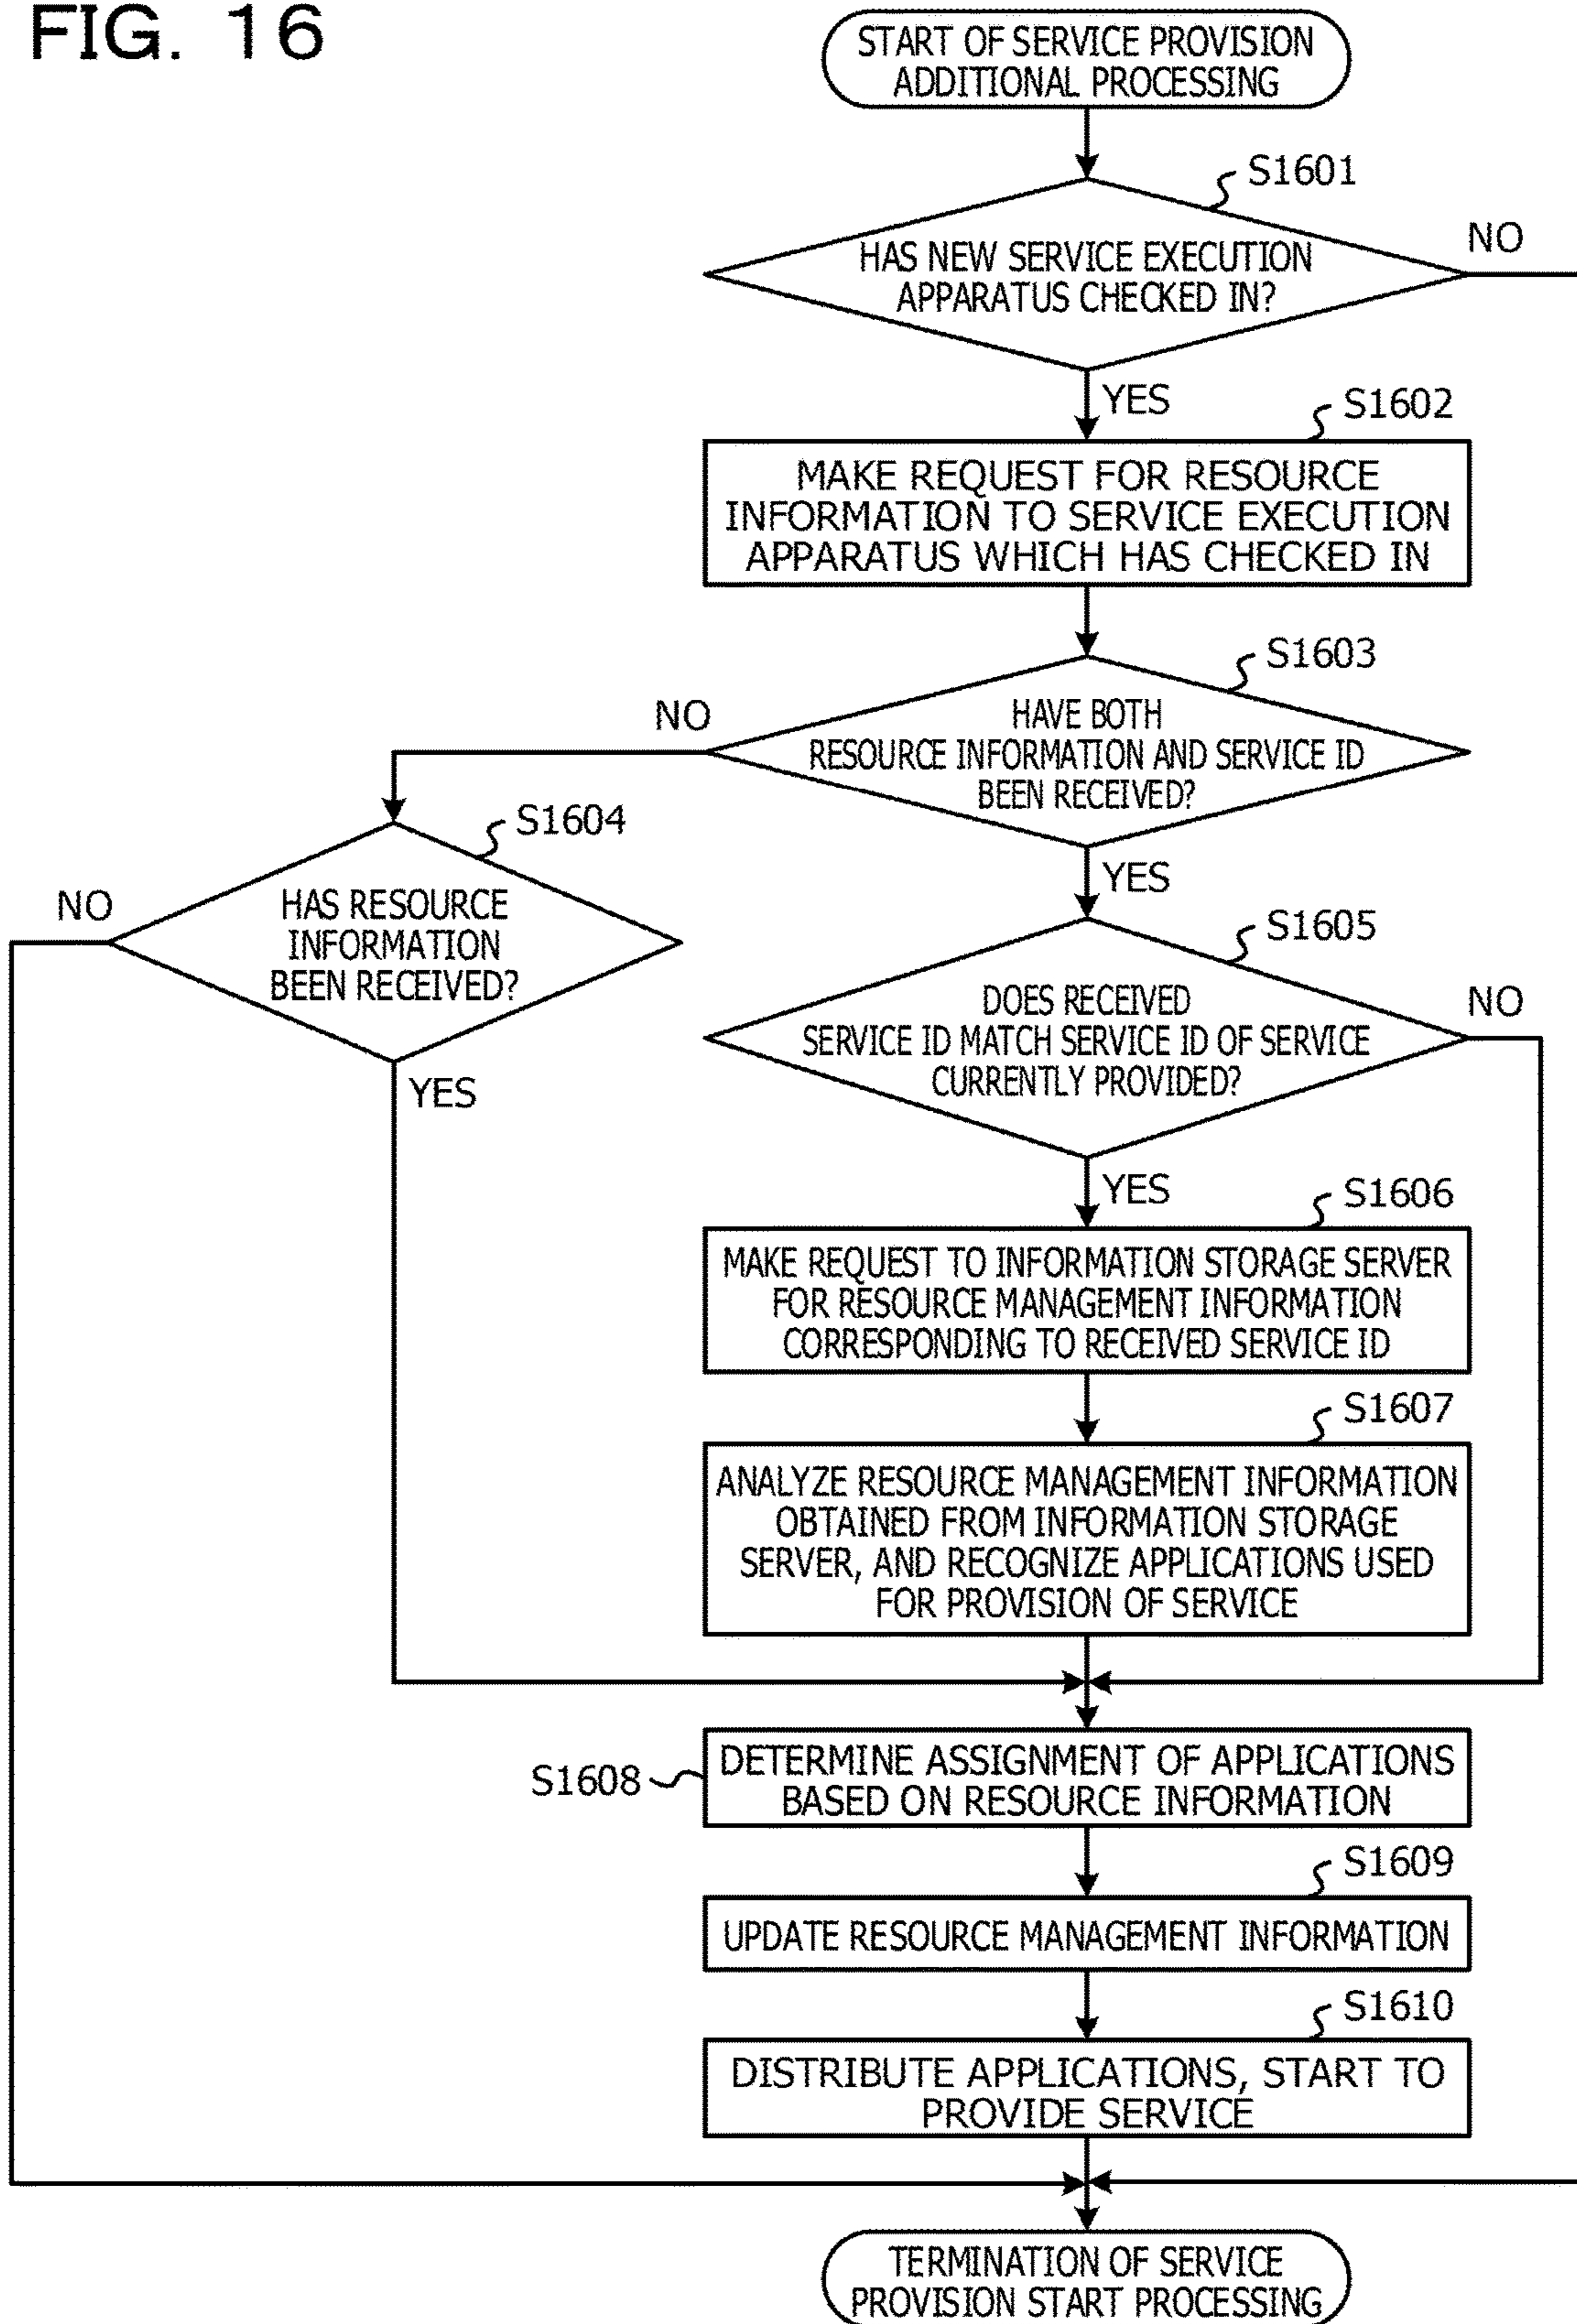 FIG. 16
START OF SERVICE PROVISION
ADDITIONAL PROCESSING
S1601
HAS NEW SERVICE EXECUTION
APPARATUS CHECKED IN?
NO
YES
S1602
MAKE REQUEST FOR RESOURCE
INFORMATION TO SERVICE EXECUTION
APPARATUS WHICH HAS CHECKED IN
S1603
HAVE BOTH
RESOURCE INFORMATION AND SERVICE ID
BEEN RECEIVED?
NO
YES
S1604
HAS RESOURCE
INFORMATION
BEEN RECEIVED?
NO
YES
S1605
DOES RECEIVED
SERVICE ID MATCH SERVICE ID OF SERVICE
CURRENTLY PROVIDED?
NO
YES
S1606
MAKE REQUEST TO INFORMATION STORAGE SERVER
FOR RESOURCE MANAGEMENT INFORMATION
CORRESPONDING TO RECEIVED SERVICE ID
S1607
ANALYZE RESOURCE MANAGEMENT INFORMATION
OBTAINED FROM INFORMATION STORAGE
SERVER, AND RECOGNIZE APPLICATIONS USED
FOR PROVISION OF SERVICE
S1608
DETERMINE ASSIGNMENT OF APPLICATIONS
BASED ON RESOURCE INFORMATION
S1609
UPDATE RESOURCE MANAGEMENT INFORMATION
S1610
DISTRIBUTE APPLICATIONS, START TO
PROVIDE SERVICE
TERMINATION OF SERVICE
PROVISION START PROCESSING